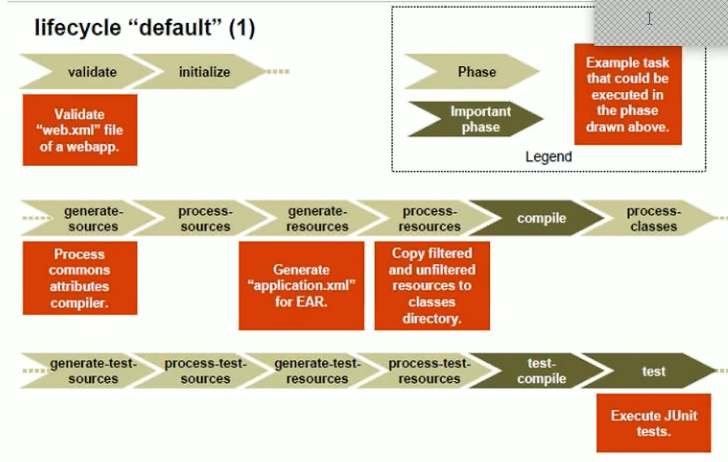 lifecycle “default” (1)
validate
initialize
Validate
“web.xml” file
of a webapp.
Phase
Important
phase
Example task
that could be
executed in
the phase
drawn above.
Legend
generate-
sources
process-
sources
generate-
resources
process-
resources
compile
process-
classes
Process
commons
attributes
compiler.
Generate
“application.xml”
for EAR.
Copy filtered
and unfiltered
resources to
classes
directory.
generate-test-
sources
process-test-
sources
generate-test-
resources
process-test-
resources
test-
compile
test
Execute JUnit
tests.